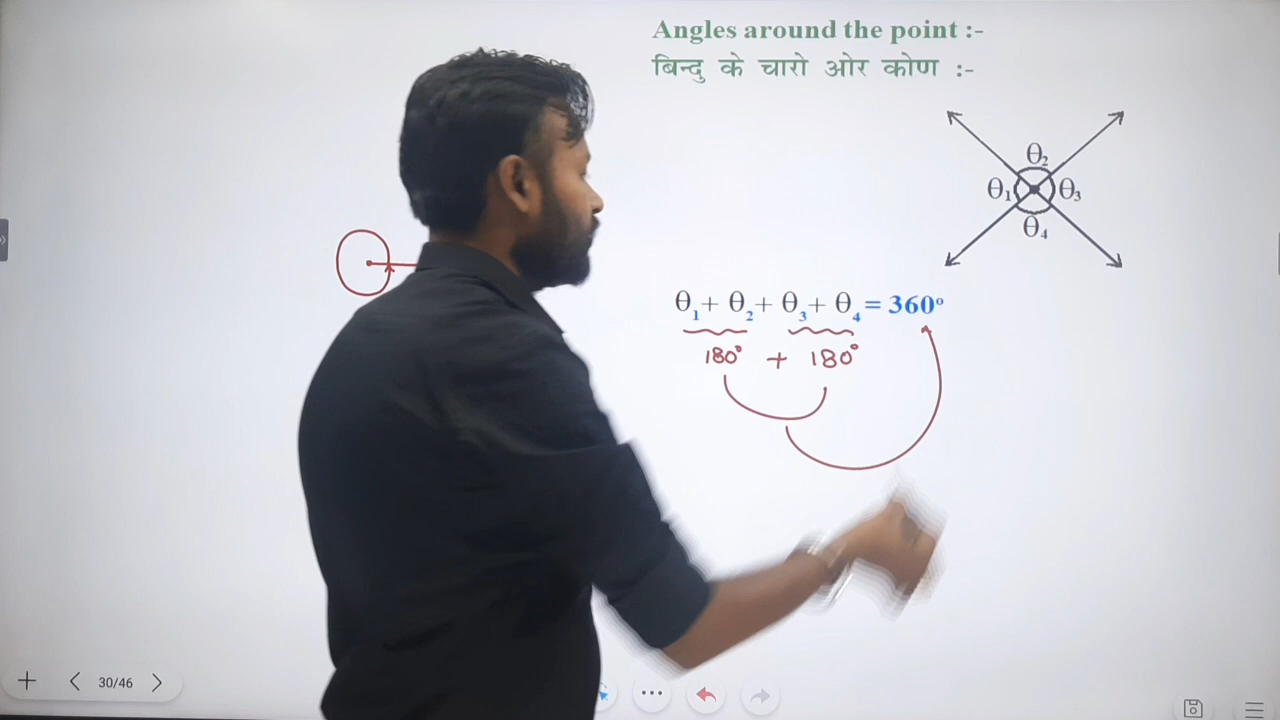 Angles around the point :-
बिन्दु के चारो ओर कोण :-
θ₂
θ₁ θ₃
θ₄
θ₁ + θ₂ + θ₃ + θ₄ = 360°
180° + 180°
30/46